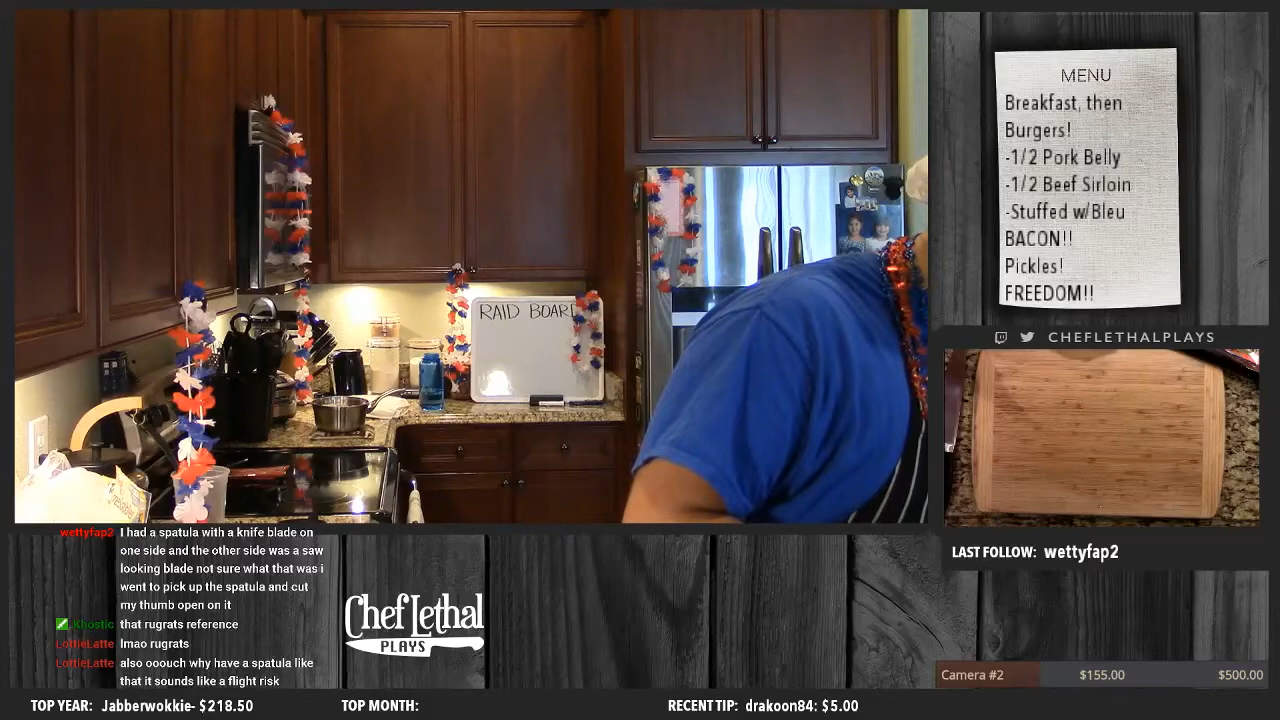 MENU
Breakfast, then
Burgers!
-1/2 Pork Belly
-1/2 Beef Sirloin
-Stuffed w/Bleu
BACON!!
Pickles!
FREEDOM!!
RAID BOARD
CHEFLETHALPLAYS
wettyfap2 I had a spatula with a knife blade on
one side and the other side was a saw
looking blade not sure what that was i
went to pick up the spatula and cut
my thumb open on it
Khostic that rugrats reference
LottieLatte lmao rugrats
LottieLatte also ooouch why have a spatula like
that it sounds like a flight risk
Chef Lethal
PLAYS
LAST FOLLOW: wettyfap2
Camera #2 $155.00 $500.00
TOP YEAR: Jabberwokkie- $218.50
TOP MONTH:
RECENT TIP: drakoon84: $5.00